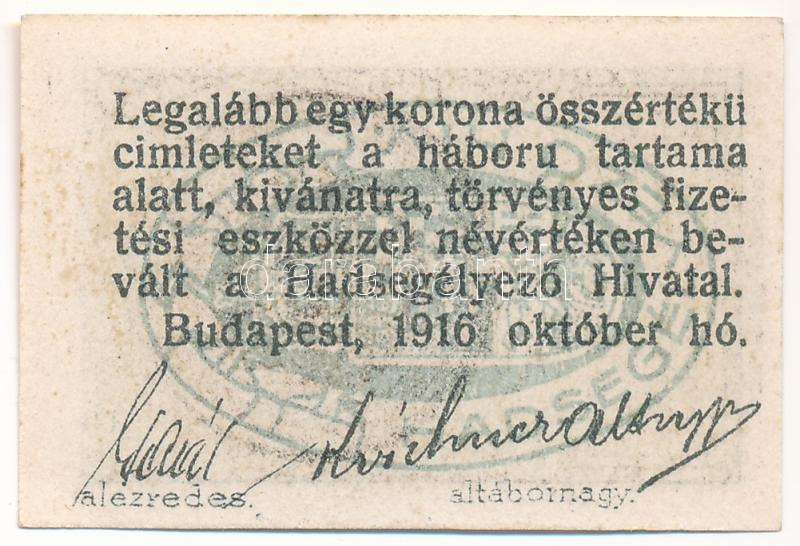 Legalább egy korona összértékü
cimleteket a háboru tartama
alatt, kivánatra, törvényes fize-
tési eszközzel névértéken be-
vált a Hadsegélyező Hivatal.
darabanth
Budapest, 1916 október hó.
alezredes.
altábornagy.